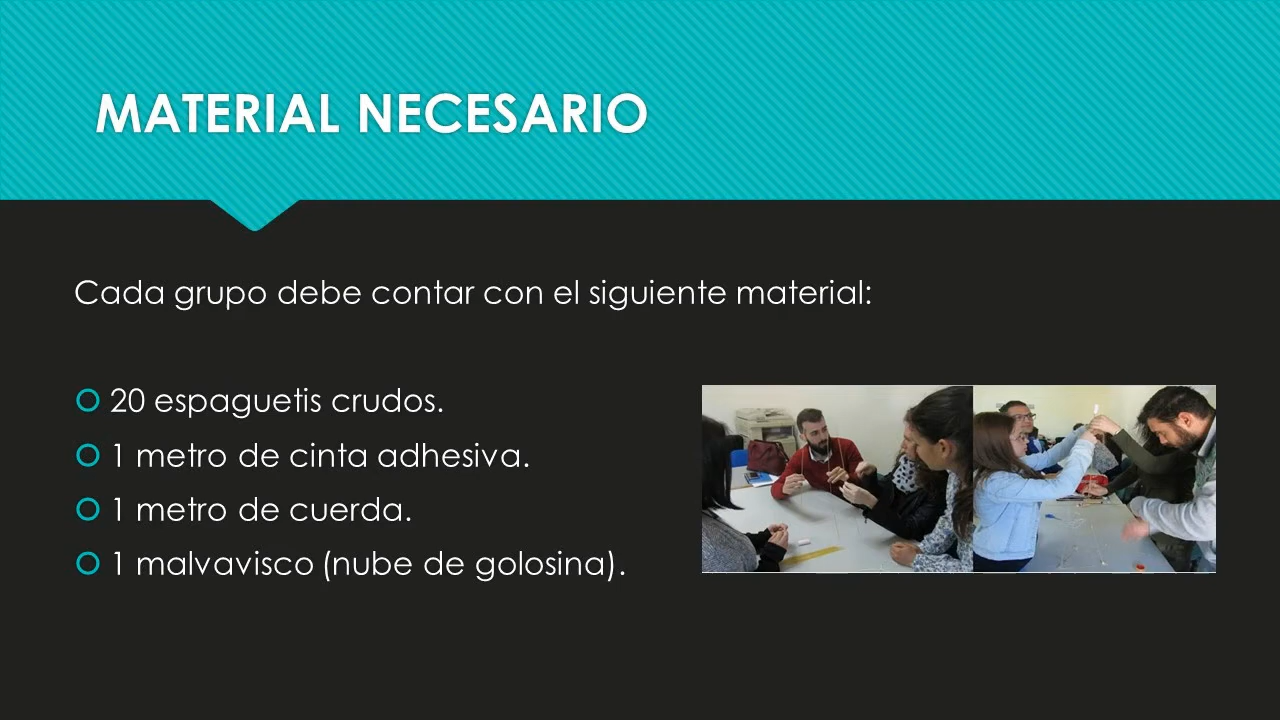 MATERIAL NECESARIO
Cada grupo debe contar con el siguiente material:
20 espaguetis crudos.
1 metro de cinta adhesiva.
1 metro de cuerda.
1 malvavisco (nube de golosina).